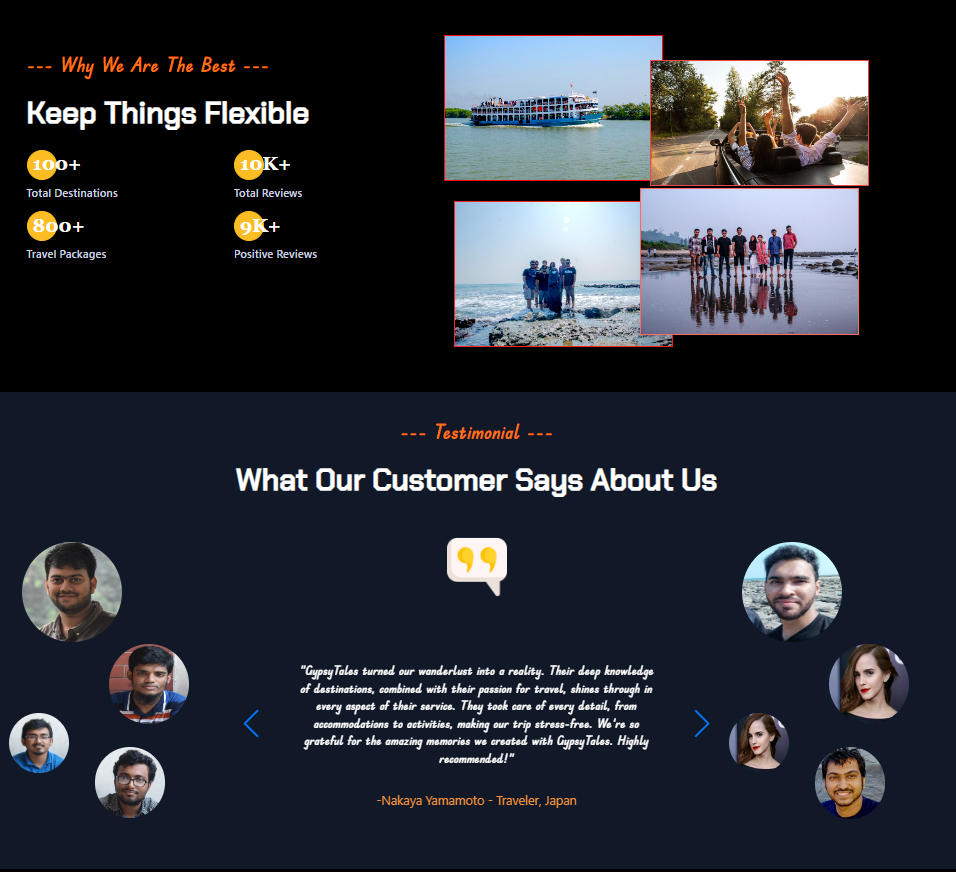 --- Why We Are The Best ---
Keep Things Flexible
100+
10K+
Total Destinations
Total Reviews
800+
9K+
Travel Packages
Positive Reviews
--- Testimonial ---
What Our Customer Says About Us
"GypsyTales turned our wanderlust into a reality. Their deep knowledge
of destinations, combined with their passion for travel, shines through in
every aspect of their service. They took care of every detail, from
accommodations to activities, making our trip stress-free. We're so
grateful for the amazing memories we created with GypsyTales. Highly
recommended!"
-Nakaya Yamamoto - Traveler, Japan